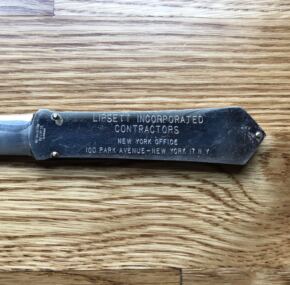 LIPSETT INCORPORATED
CONTRACTORS
NEW YORK OFFICE
100 PARK AVENUE-NEW YORK 17 N Y